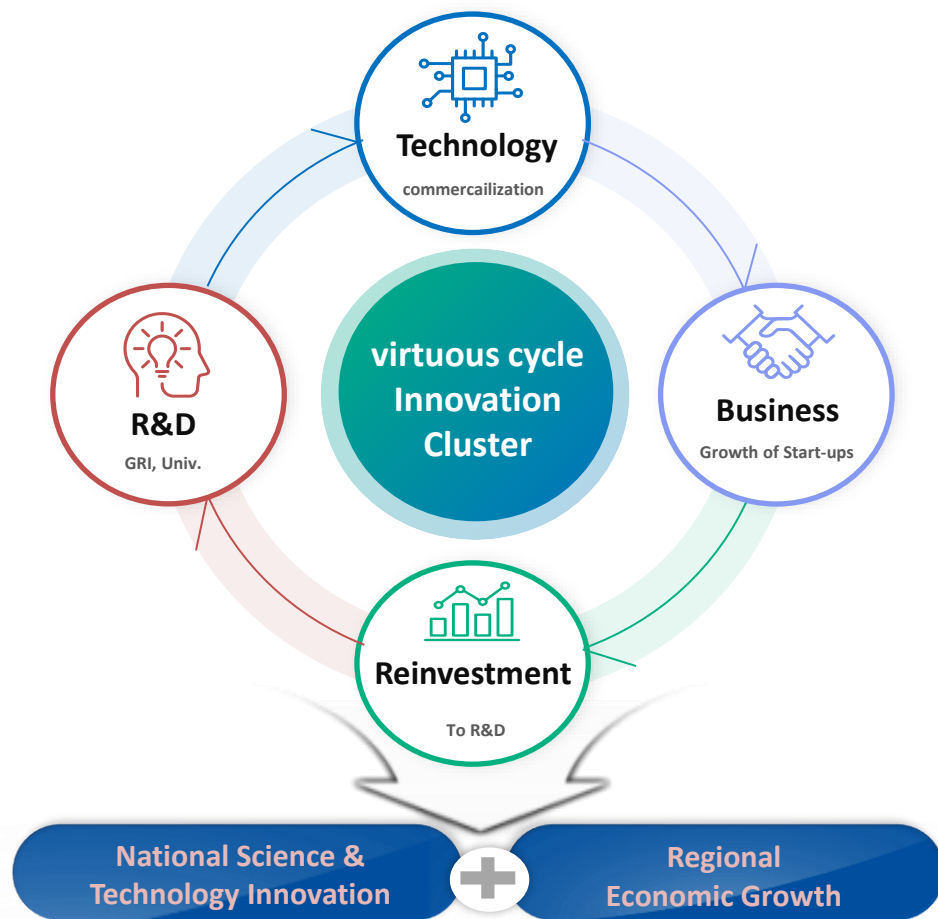 Technology
commercailization
virtuous cycle
Innovation
Cluster
R&D
GRI, Univ.
Business
Growth of Start-ups
Reinvestment
To R&D
National Science &
Technology Innovation
Regional
Economic Growth